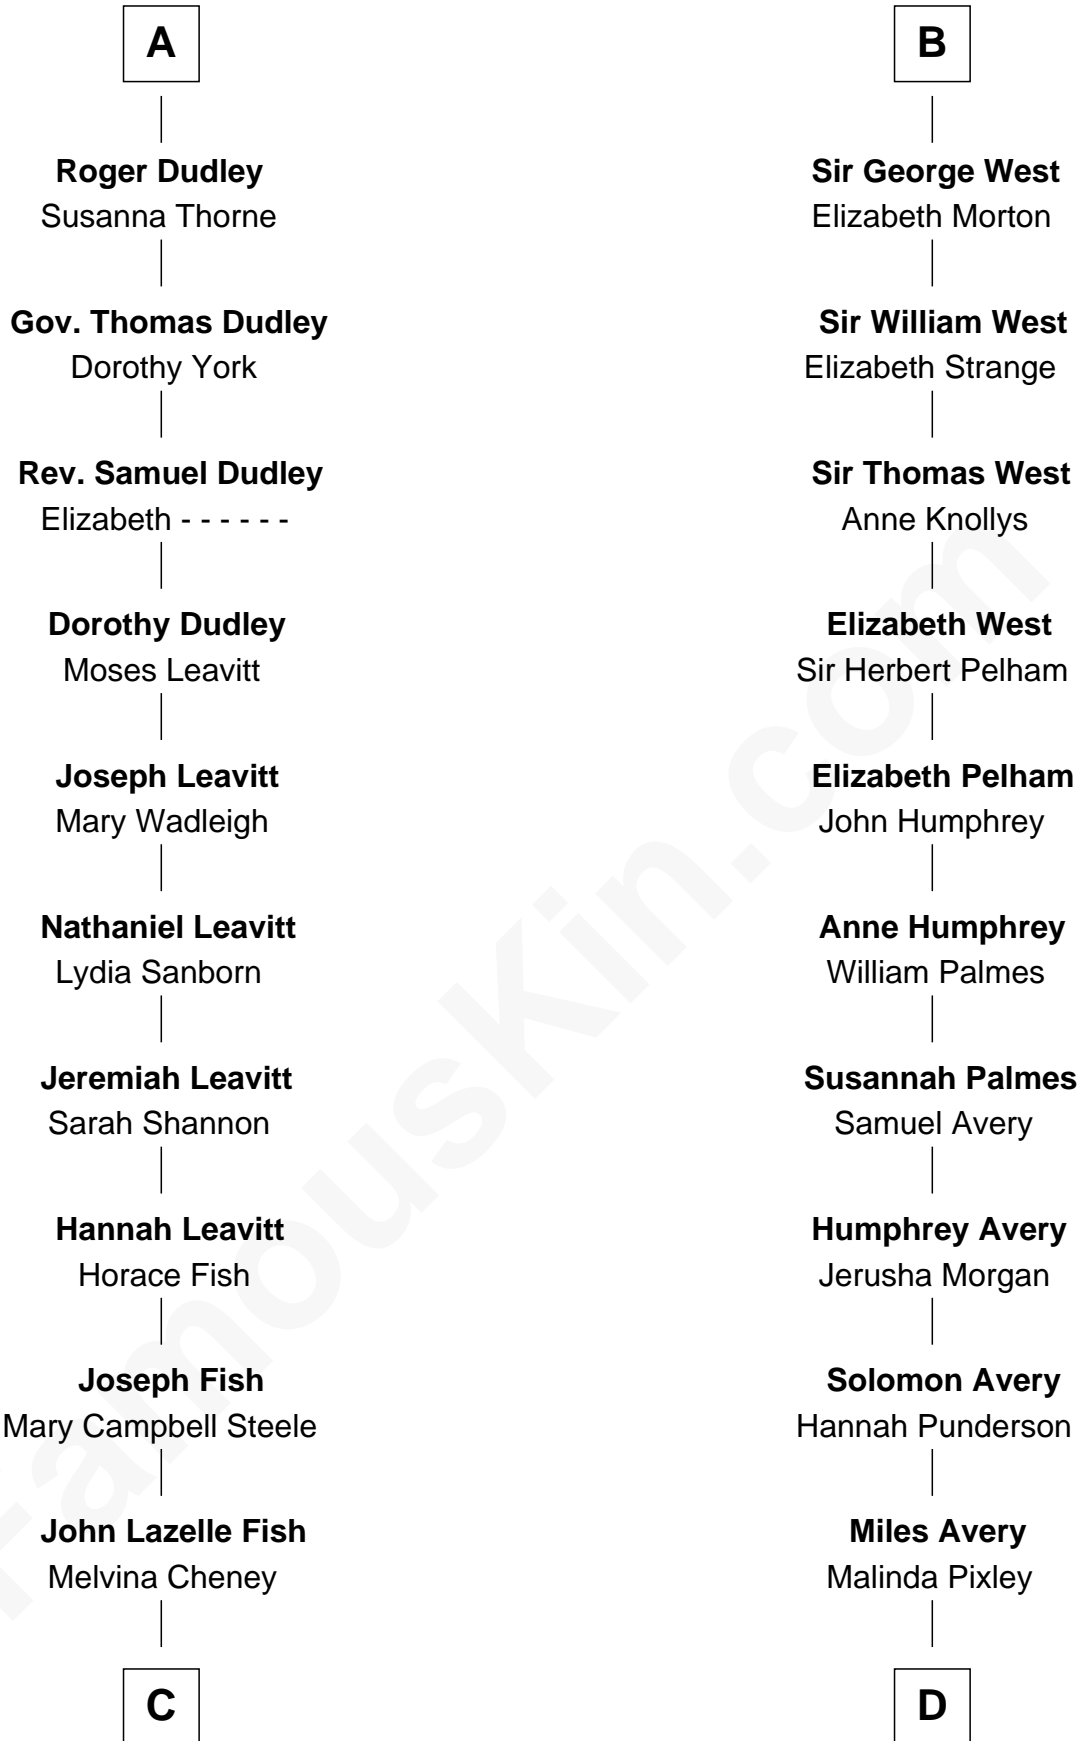 A
Roger Dudley
Susanna Thorne
Gov. Thomas Dudley
Dorothy York
Rev. Samuel Dudley
Elizabeth - - - - - -
Dorothy Dudley
Moses Leavitt
Joseph Leavitt
Mary Wadleigh
Nathaniel Leavitt
Lydia Sanborn
Jeremiah Leavitt
Sarah Shannon
Hannah Leavitt
Horace Fish
Joseph Fish
Mary Campbell Steele
John Lazelle Fish
Melvina Cheney
C
B
Sir George West
Elizabeth Morton
Sir William West
Elizabeth Strange
Sir Thomas West
Anne Knollys
Elizabeth West
Sir Herbert Pelham
Elizabeth Pelham
John Humphrey
Anne Humphrey
William Palmes
Susannah Palmes
Samuel Avery
Humphrey Avery
Jerusha Morgan
Solomon Avery
Hannah Punderson
Miles Avery
Malinda Pixley
D
FamousKin.com